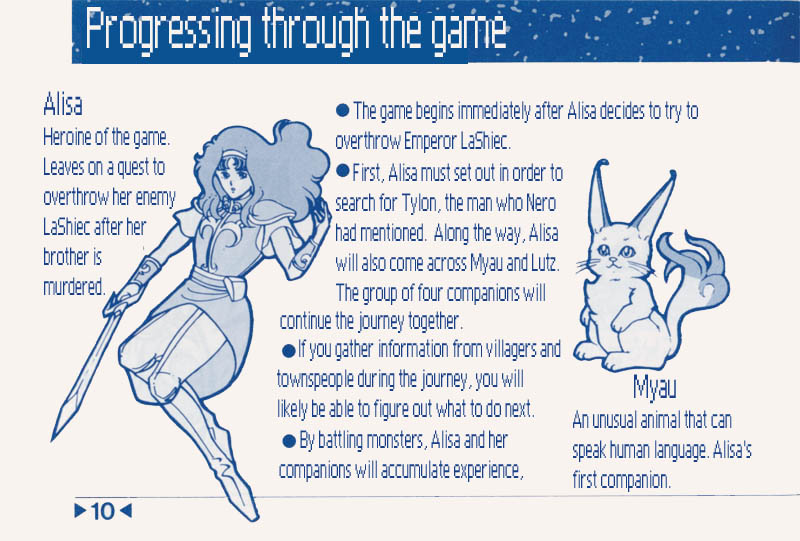 Progressing through the game
Alisa
Heroine of the game.
Leaves on a quest to
overthrow her enemy
LaShiec after her
brother is
murdered.
● The game begins immediately after Alisa decides to try to
overthrow Emperor LaShiec.
● First, Alisa must set out in order to
search for Tylon, the man who Nero
had mentioned. Along the way, Alisa
will also come across Myau and Lutz.
The group of four companions will
continue the journey together.
● If you gather information from villagers and
townspeople during the journey, you will
likely be able to figure out what to do next.
● By battling monsters, Alisa and her
companions will accumulate experience,
Myau
An unusual animal that can
speak human language. Alisa's
first companion.
▶10◀